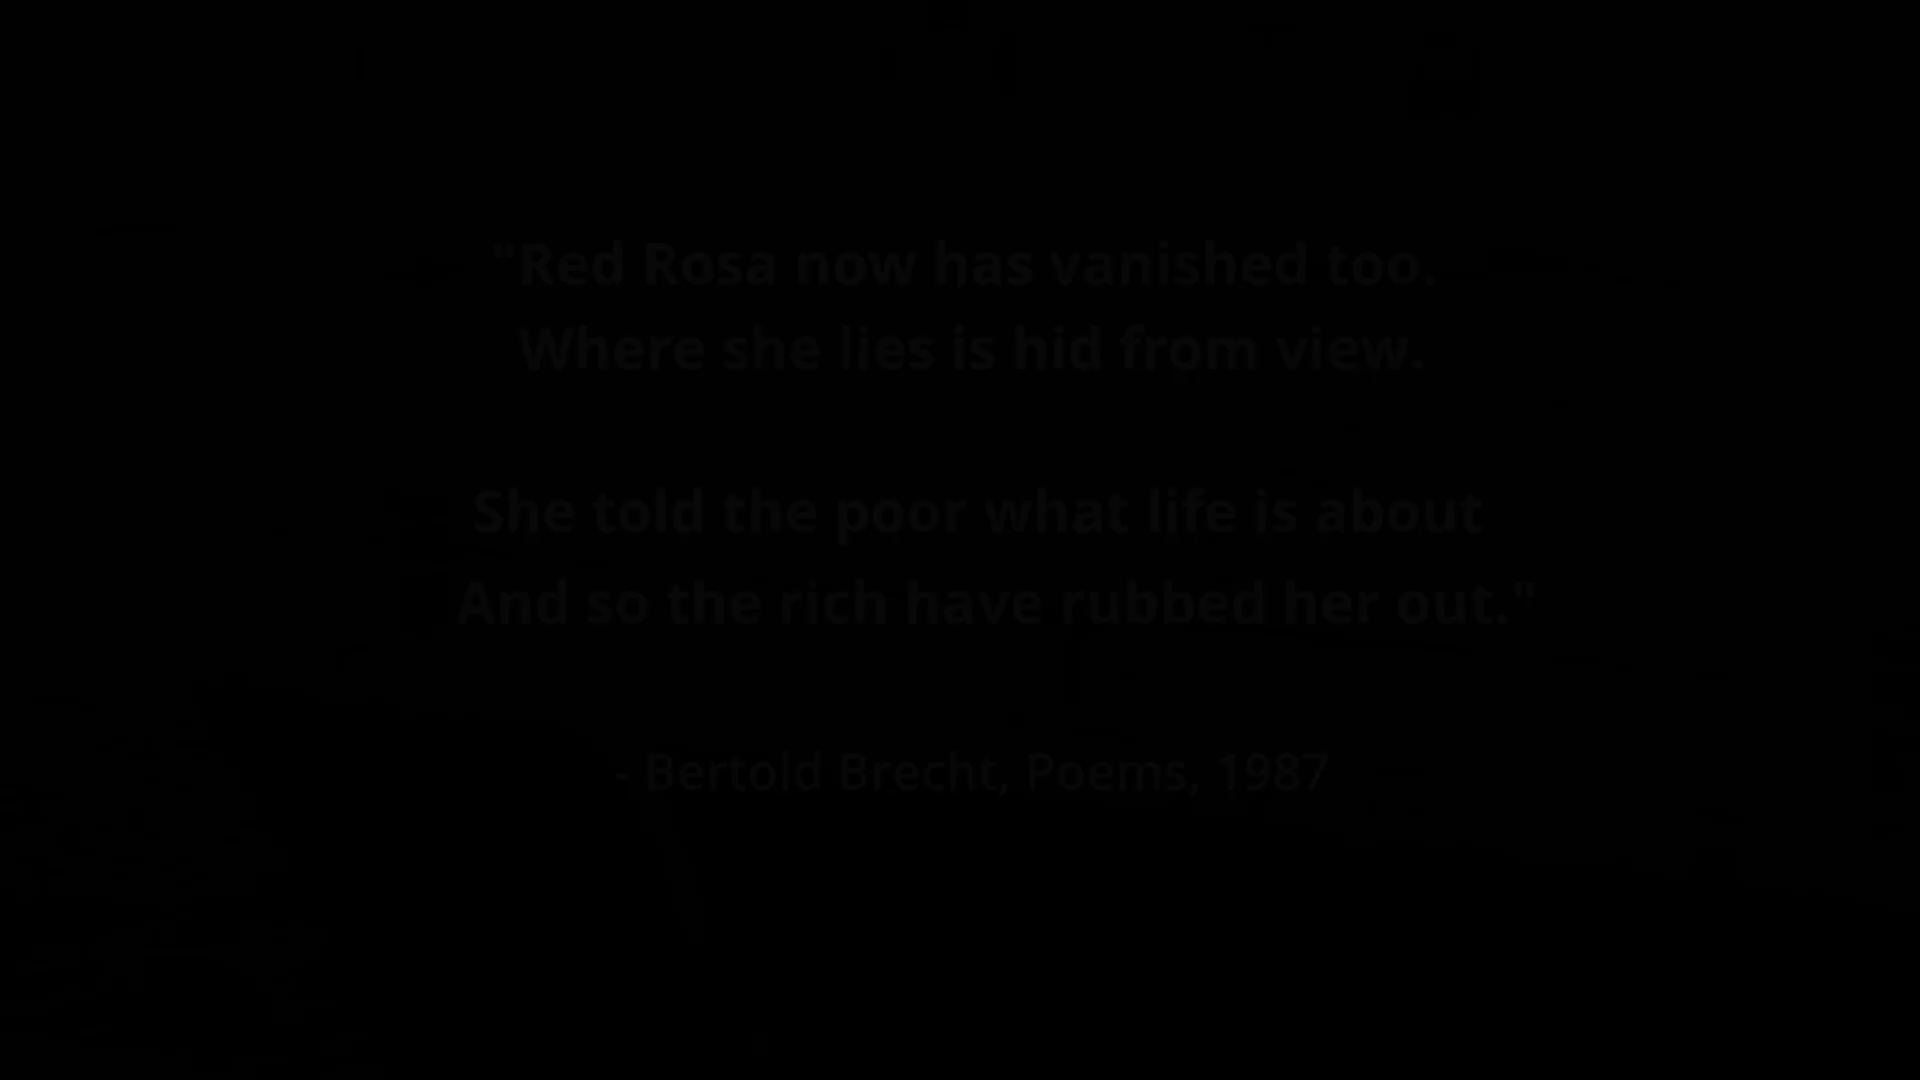 "Red Rosa now has vanished too.
Where she lies is hid from view.
She told the poor what life is about
And so the rich have rubbed her out."
- Bertold Brecht, Poems, 1987